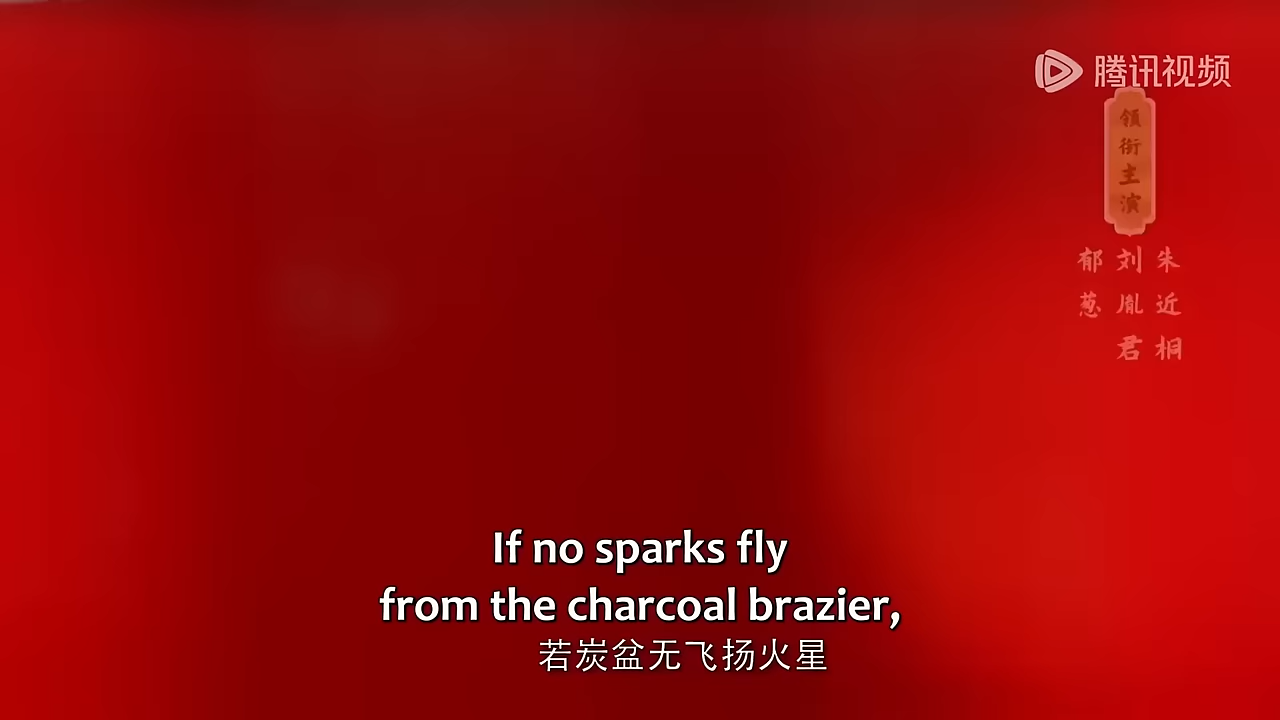 腾讯视频
领衔主演
朱近桐
刘胤君
郁葱
If no sparks fly
from the charcoal brazier,
若炭盆无飞扬火星